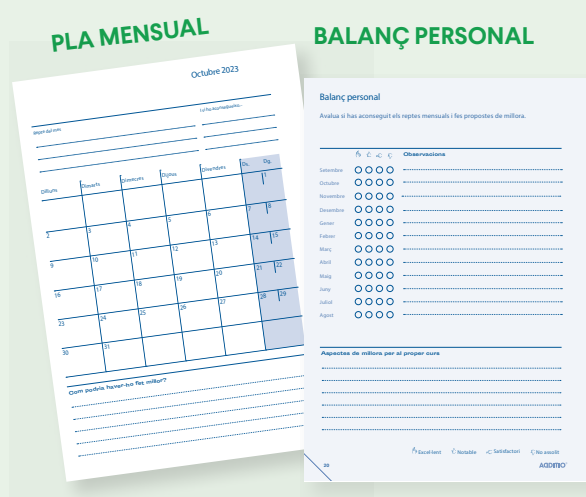 PLA MENSUAL
BALANÇ PERSONAL
Octubre 2023
Reptes del mes
Dilluns Dimarts Dimecres Dijous Divendres Ds. Dg.
1
2 3 4 5 6 7 8
9 10 11 12 13 14 15
16 17 18 19 20 21 22
23 24 25 26 27 28 29
30 31
Com podria haver-ho fet millor?
Balanç personal
Avalua si has aconseguit els reptes mensuals i fes propostes de millora.
Observacions
Setembre
Octubre
Novembre
Desembre
Gener
Febrer
Març
Abril
Maig
Juny
Juliol
Agost
Aspectes de millora per al proper curs
Excel·lent Notable Satisfactori No assolit
20
ADDIMO